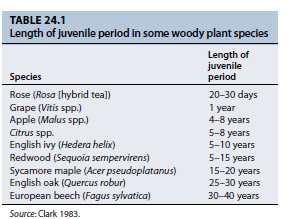 TABLE 24.1
Length of juvenile period in some woody plant species
Length of
juvenile
Species period
Rose (Rosa [hybrid tea]) 20–30 days
Grape (Vitis spp.) 1 year
Apple (Malus spp.) 4–8 years
Citrus spp. 5–8 years
English ivy (Hedera helix) 5–10 years
Redwood (Sequoia sempervirens) 5–15 years
Sycamore maple (Acer pseudoplatanus) 15–20 years
English oak (Quercus robur) 25–30 years
European beech (Fagus sylvatica) 30–40 years
Source: Clark 1983.